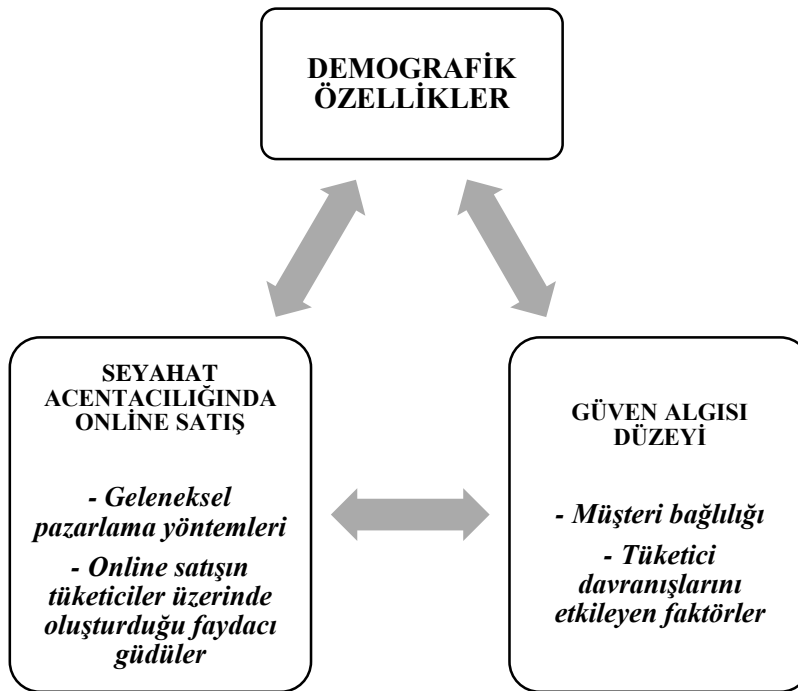 DEMOGRAFİK
ÖZELLİKLER
SEYAHAT
ACENTACILIĞINDA
ONLİNE SATIŞ
- Geleneksel
pazarlama yöntemleri
- Online satışın
tüketiciler üzerinde
oluşturduğu faydacı
güdüler
GÜVEN ALGISI
DÜZEYİ
- Müşteri bağlılığı
- Tüketici
davranışlarını
etkileyen faktörler